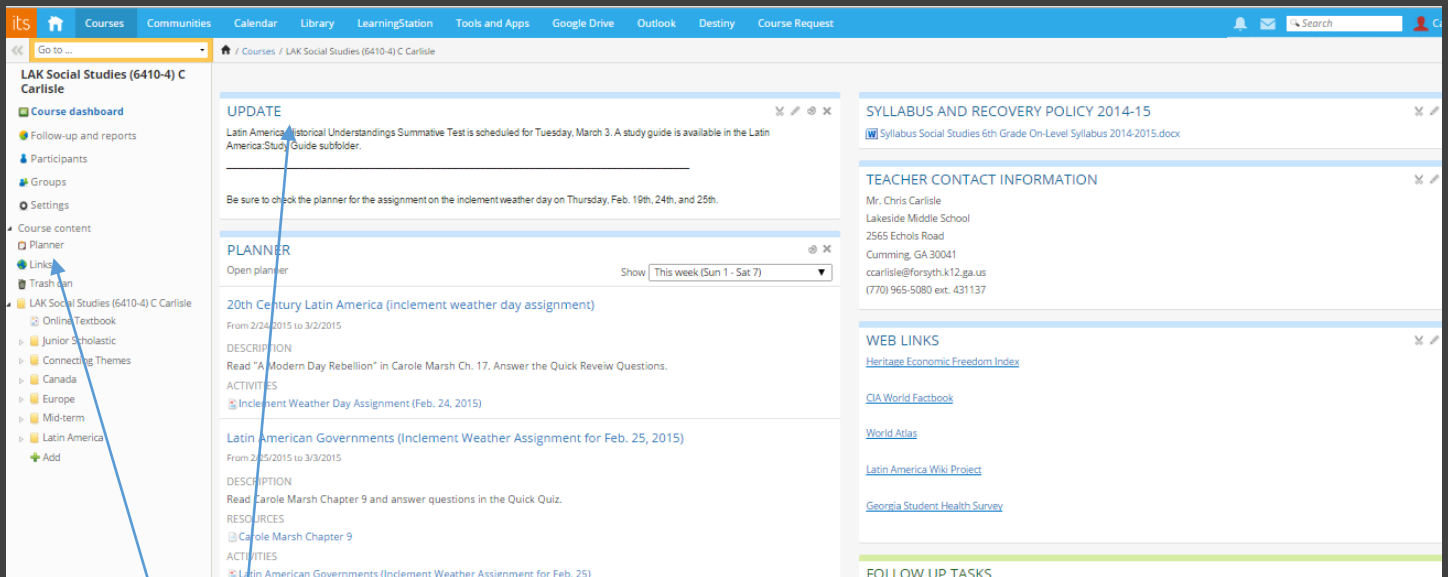 its Courses Communities Calendar Library LearningStation Tools and Apps Google Drive Outlook Destiny Course Request Search
Go to ... / Courses / LAK Social Studies (6410-4) C Carlisle
LAK Social Studies (6410-4) C
Carlisle
Course dashboard
Follow-up and reports
Participants
Groups
Settings
Course content
Planner
Links
Trash can
LAK Social Studies (6410-4) C Carlisle
Online Textbook
Junior Scholastic
Connecting Themes
Canada
Europe
Mid-term
Latin America
Add
UPDATE
Latin America Historical Understandings Summative Test is scheduled for Tuesday, March 3. A study guide is available in the Latin
America:Study Guide subfolder.
Be sure to check the planner for the assignment on the inclement weather day on Thursday, Feb. 19th, 24th, and 25th.
PLANNER
Open planner Show This week (Sun 1 - Sat 7)
20th Century Latin America (inclement weather day assignment)
From 2/24/2015 to 3/2/2015
DESCRIPTION
Read "A Modern Day Rebellion" in Carole Marsh Ch. 17. Answer the Quick Reveiw Questions.
ACTIVITIES
Inclement Weather Day Assignment (Feb. 24, 2015)
Latin American Governments (Inclement Weather Assignment for Feb. 25, 2015)
From 2/25/2015 to 3/3/2015
DESCRIPTION
Read Carole Marsh Chapter 9 and answer questions in the Quick Quiz.
RESOURCES
Carole Marsh Chapter 9
ACTIVITIES
Latin American Governments (Inclement Weather Assignment for Feb. 25)
SYLLABUS AND RECOVERY POLICY 2014-15
Syllabus Social Studies 6th Grade On-Level Syllabus 2014-2015.docx
TEACHER CONTACT INFORMATION
Mr. Chris Carlisle
Lakeside Middle School
2565 Echols Road
Cumming, GA 30041
ccarlisle@forsyth.k12.ga.us
(770) 965-5080 ext. 431137
WEB LINKS
Heritage Economic Freedom Index
CIA World Factbook
World Atlas
Latin America Wiki Project
Georgia Student Health Survey
FOLLOW UP TASKS